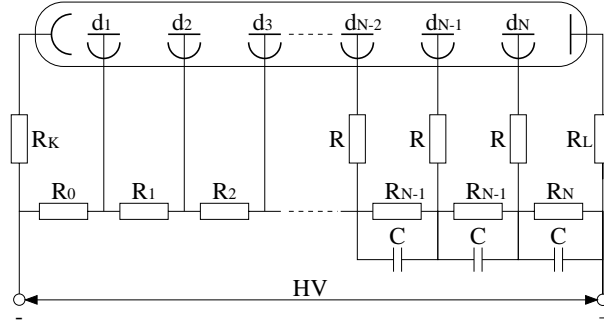 d1 d2 d3 dN-2 dN-1 dN
RK R R R RL
R0 R1 R2 RN-1 RN-1 RN
C C C
HV
-